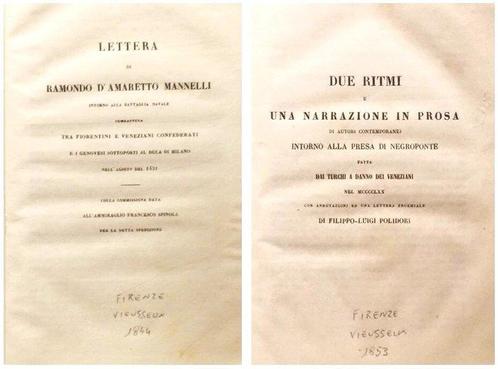 LETTERA
DI
RAMONDO D'AMARETTO MANNELLI
INTORNO ALLA BATTAGLIA NAVALE
COMBATTUTA
TRA FIORENTINI E VENEZIANI CONFEDERATI
E I GENOVESI SOTTOPOSTI AL DUCA DI MILANO
NELL'AGOSTO DEL 1431
COLLA COMMISSIONE DATA
ALL'AMMIRAGLIO FRANCESCO SPINOLA
PER LA DETTA SPEDIZIONE
FIRENZE
VIEUSSEUX
1844
DUE RITMI
E
UNA NARRAZIONE IN PROSA
DI AUTORI CONTEMPORANEI
INTORNO ALLA PRESA DI NEGROPONTE
FATTA
DAI TURCHI A DANNO DEI VENEZIANI
NEL MCCCCLXX
CON ANNOTAZIONI ED UNA LETTERA PROEMIALE
DI FILIPPO-LUIGI POLIDORI
FIRENZE
VIEUSSEUX
1853